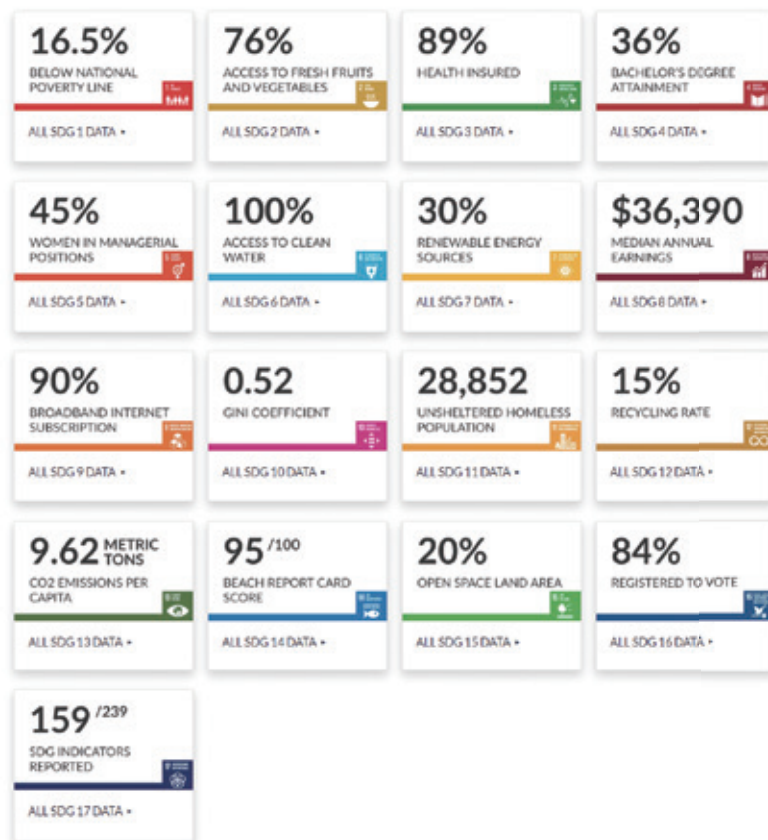 16.5%
BELOW NATIONAL
POVERTY LINE
ALL SDG 1 DATA
76%
ACCESS TO FRESH FRUITS
AND VEGETABLES
ALL SDG 2 DATA
89%
HEALTH INSURED
ALL SDG 3 DATA
36%
BACHELOR'S DEGREE
ATTAINMENT
ALL SDG 4 DATA
45%
WOMEN IN MANAGERIAL
POSITIONS
ALL SDG 5 DATA
100%
ACCESS TO CLEAN
WATER
ALL SDG 6 DATA
30%
RENEWABLE ENERGY
SOURCES
ALL SDG 7 DATA
$36,390
MEDIAN ANNUAL
EARNINGS
ALL SDG 8 DATA
90%
BROADBAND INTERNET
SUBSCRIPTION
ALL SDG 9 DATA
0.52
GINI COEFFICIENT
ALL SDG 10 DATA
28,852
UNSHELTERED HOMELESS
POPULATION
ALL SDG 11 DATA
15%
RECYCLING RATE
ALL SDG 12 DATA
9.62 METRIC TONS
CO2 EMISSIONS PER
CAPITA
ALL SDG 13 DATA
95 /100
BEACH REPORT CARD
SCORE
ALL SDG 14 DATA
20%
OPEN SPACE LAND AREA
ALL SDG 15 DATA
84%
REGISTERED TO VOTE
ALL SDG 16 DATA
159 /239
SDG INDICATORS
REPORTED
ALL SDG 17 DATA